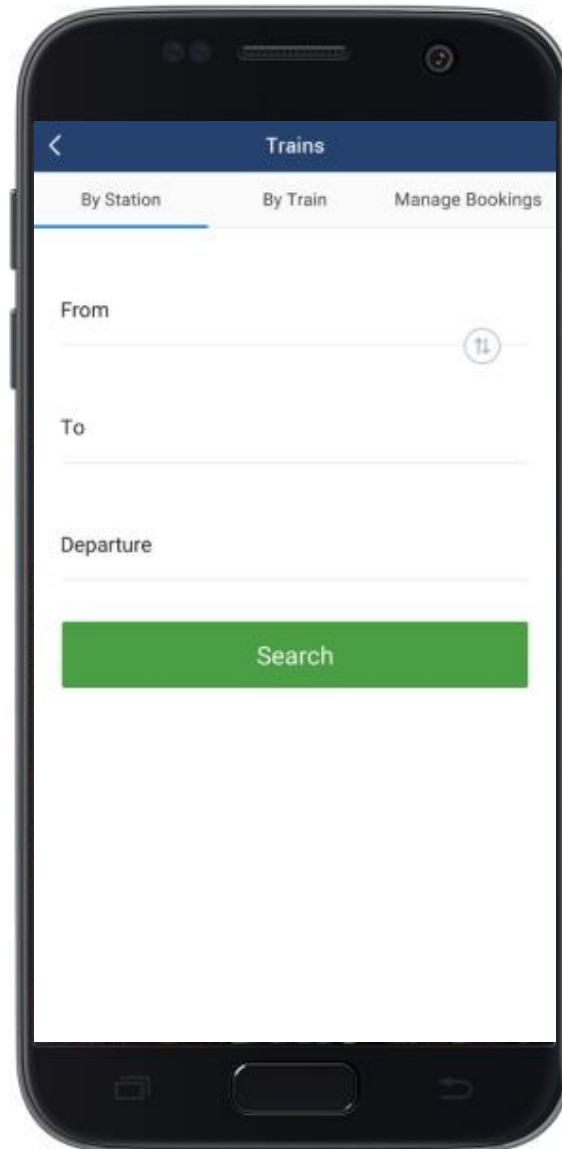 Trains
By Station By Train Manage Bookings
From
To
Departure
Search